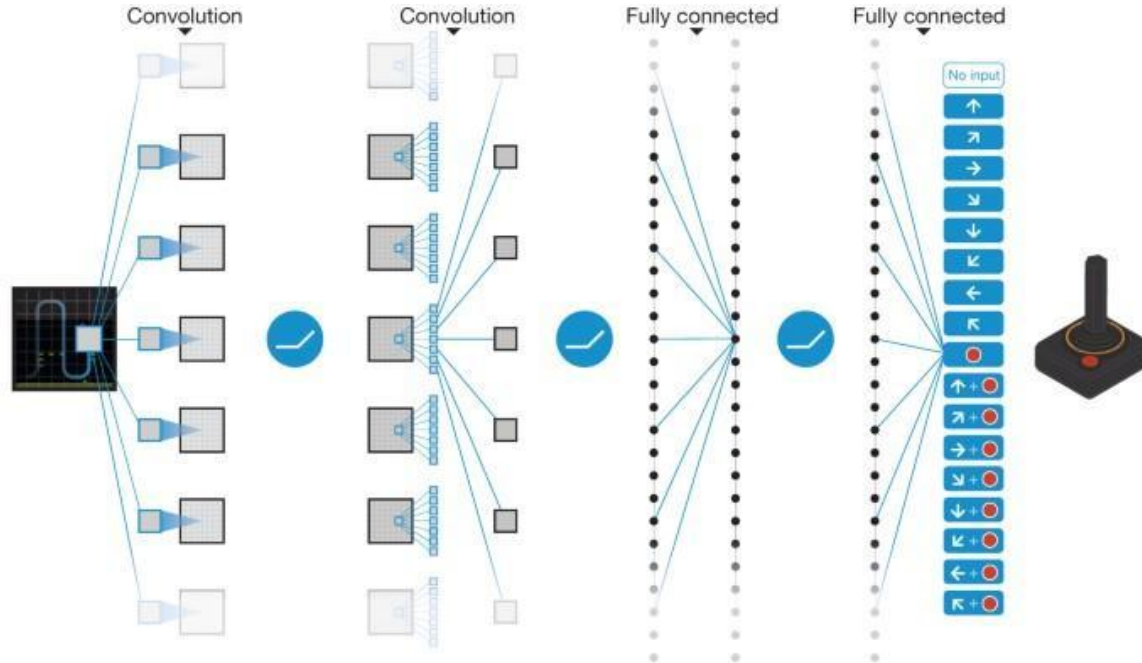 Convolution
Convolution
Fully connected
Fully connected
No input
+
+
+
+
+
+
+
+